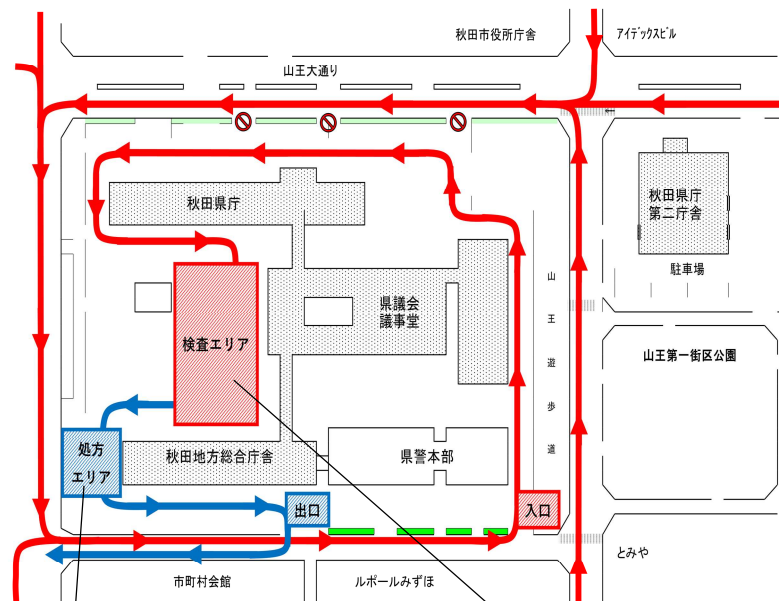 秋田市役所庁舎
アイデックスビル
山王大通り
秋田県庁
秋田県庁
第二庁舎
駐車場
県議会
議事堂
山王遊歩道
検査エリア
山王第一街区公園
処方
エリア
秋田地方総合庁舎
県警本部
出口
入口
とみや
市町村会館
ルポールみずほ